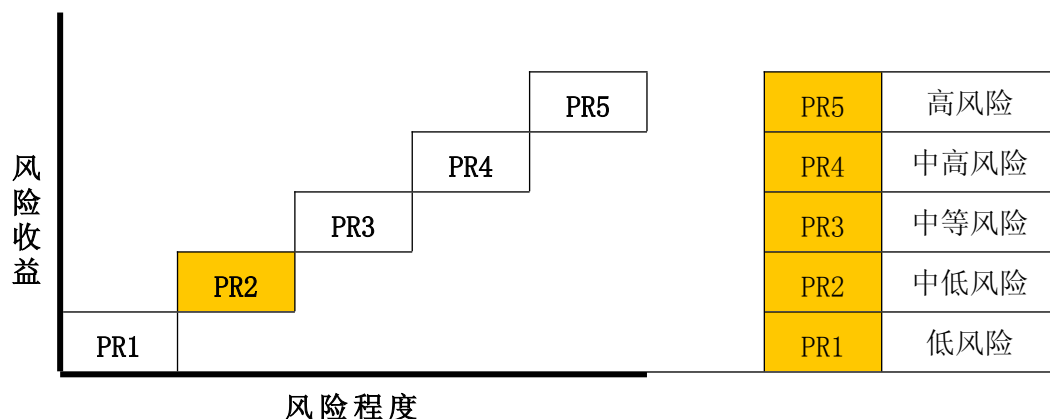 PR5
PR4
PR3
PR2
PR1
风险收益
风险程度
PR5 高风险
PR4 中高风险
PR3 中等风险
PR2 中低风险
PR1 低风险